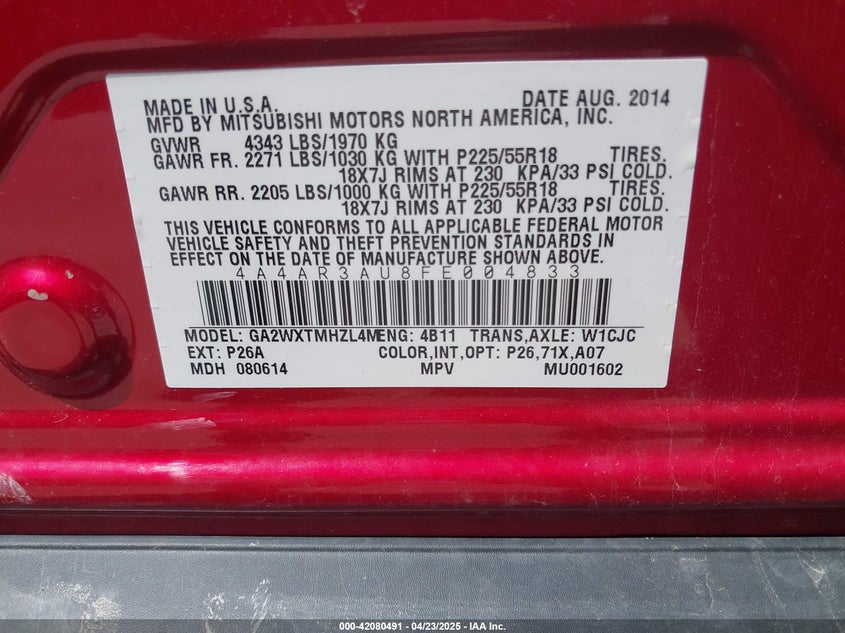 MADE IN U.S.A. DATE AUG. 2014
MFD BY MITSUBISHI MOTORS NORTH AMERICA, INC.
GVWR 4343 LBS/1970 KG
GAWR FR. 2271 LBS/1030 KG WITH P225/55R18 TIRES.
18X7J RIMS AT 230 KPA/33 PSI COLD.
GAWR RR. 2205 LBS/1000 KG WITH P225/55R18 TIRES.
18X7J RIMS AT 230 KPA/33 PSI COLD.
THIS VEHICLE CONFORMS TO ALL APPLICABLE FEDERAL MOTOR
VEHICLE SAFETY AND THEFT PREVENTION STANDARDS IN
EFFECT ON THE DATE OF MANUFACTURE SHOWN ABOVE.
4A4AR3AU8FE004833
MODEL: GA2WXTMHZL4MENG: 4B11 TRANS,AXLE: W1CJC
EXT: P26A COLOR,INT,OPT: P26,71X,A07
MDH 080614 MPV MU001602
000-42080491 - 04/23/2025 - © IAA Inc.